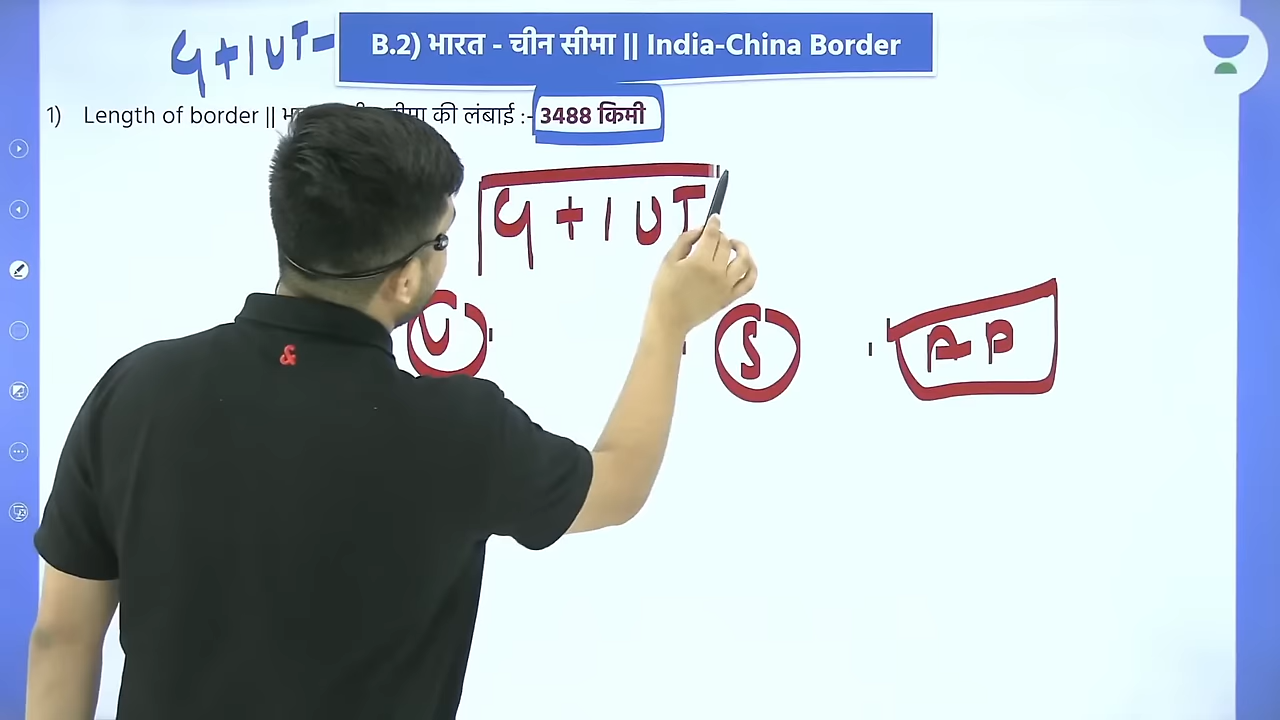 B.2) भारत - चीन सीमा || India-China Border
4+1UT-
1) Length of border || सीमा की लंबाई :- 3488 किमी
4+1UT
U S